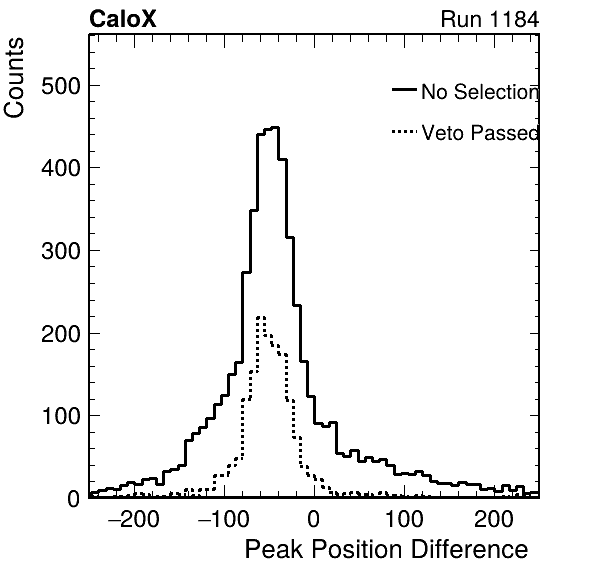 CaloX Run 1184
Counts
500
400
300
200
100
0
No Selection
Veto Passed
−200 −100 0 100 200
Peak Position Difference